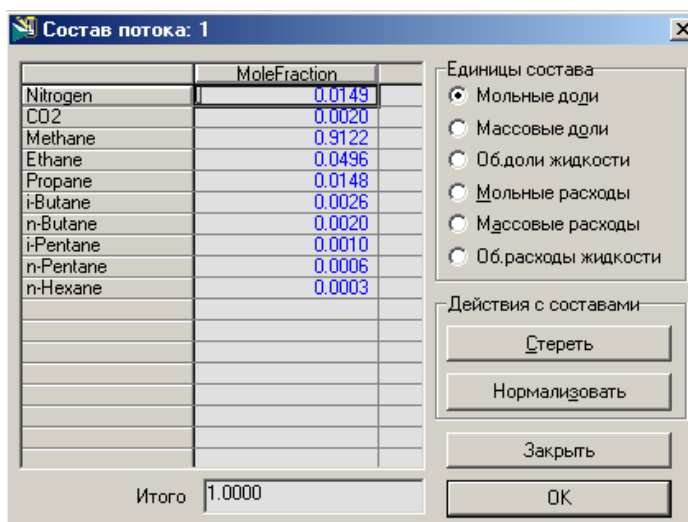 Состав потока: 1
MoleFraction
Nitrogen 0.0149
CO2 0.0020
Methane 0.9122
Ethane 0.0496
Propane 0.0148
i-Butane 0.0026
n-Butane 0.0020
i-Pentane 0.0010
n-Pentane 0.0006
n-Hexane 0.0003
Итого 1.0000
Единицы состава
Мольные доли
Массовые доли
Об.доли жидкости
Мольные расходы
Массовые расходы
Об.расходы жидкости
Действия с составами
Стереть
Нормализовать
Закрыть
OK